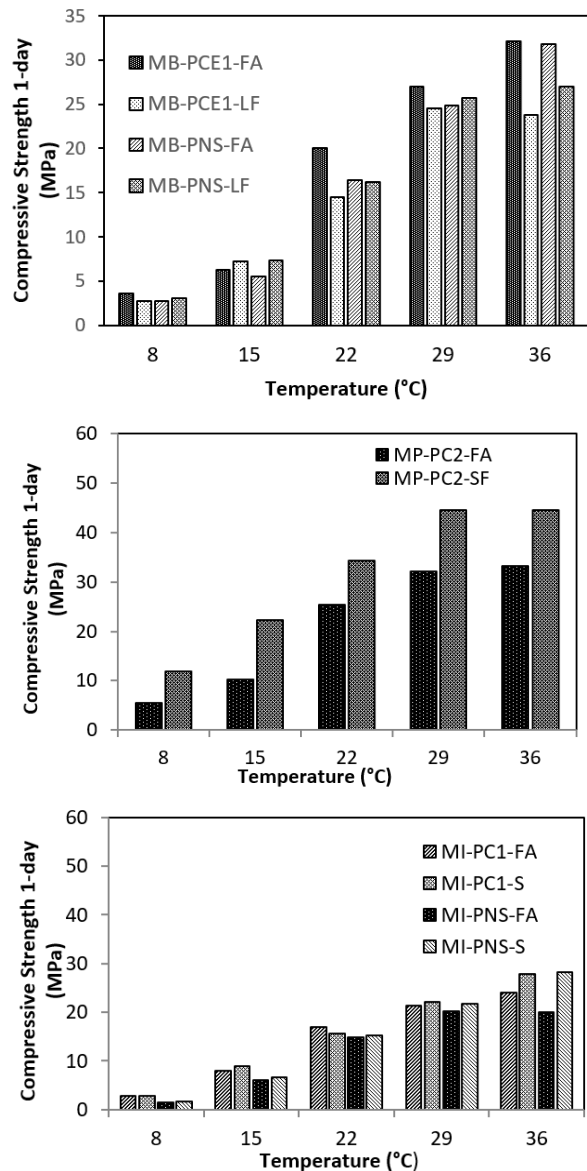 35
30
25
20
15
10
5
0
Compressive Strength 1-day
(MPa)
MB-PCE1-FA
MB-PCE1-LF
MB-PNS-FA
MB-PNS-LF
8 15 22 29 36
Temperature (°C)
60
50
40
30
20
10
0
Compressive Strength 1-day
(MPa)
MP-PC2-FA
MP-PC2-SF
8 15 22 29 36
Temperature (°C)
60
50
40
30
20
10
0
Compressive Strength 1-day
(MPa)
MI-PC1-FA
MI-PC1-S
MI-PNS-FA
MI-PNS-S
8 15 22 29 36
Temperature (°C)